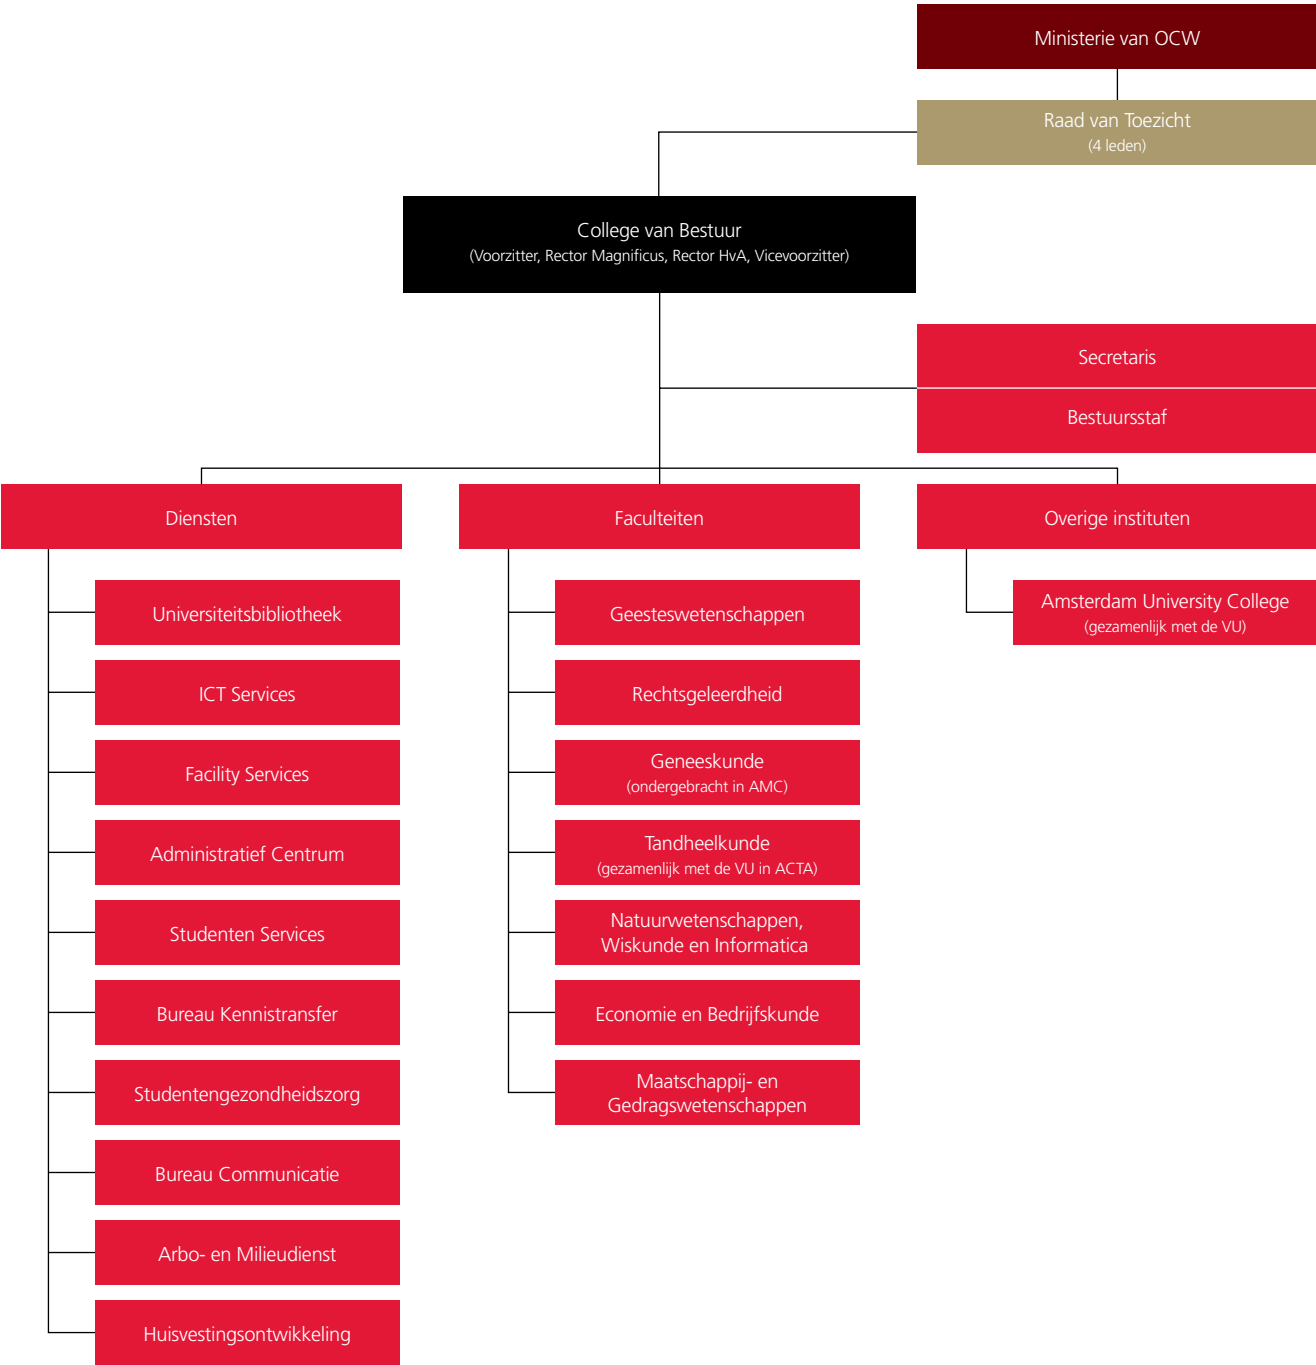 Ministerie van OCW
Raad van Toezicht
(4 leden)
College van Bestuur
(Voorzitter, Rector Magnificus, Rector HvA, Vicevoorzitter)
Secretaris
Bestuursstaf
Diensten
Universiteitsbibliotheek
ICT Services
Facility Services
Administratief Centrum
Studenten Services
Bureau Kennistransfer
Studentengezondheidszorg
Bureau Communicatie
Arbo- en Milieudienst
Huisvestingsontwikkeling
Faculteiten
Geesteswetenschappen
Rechtsgeleerdheid
Geneeskunde
(ondergebracht in AMC)
Tandheelkunde
(gezamenlijk met de VU in ACTA)
Natuurwetenschappen,
Wiskunde en Informatica
Economie en Bedrijfskunde
Maatschappij- en
Gedragswetenschappen
Overige instituten
Amsterdam University College
(gezamenlijk met de VU)